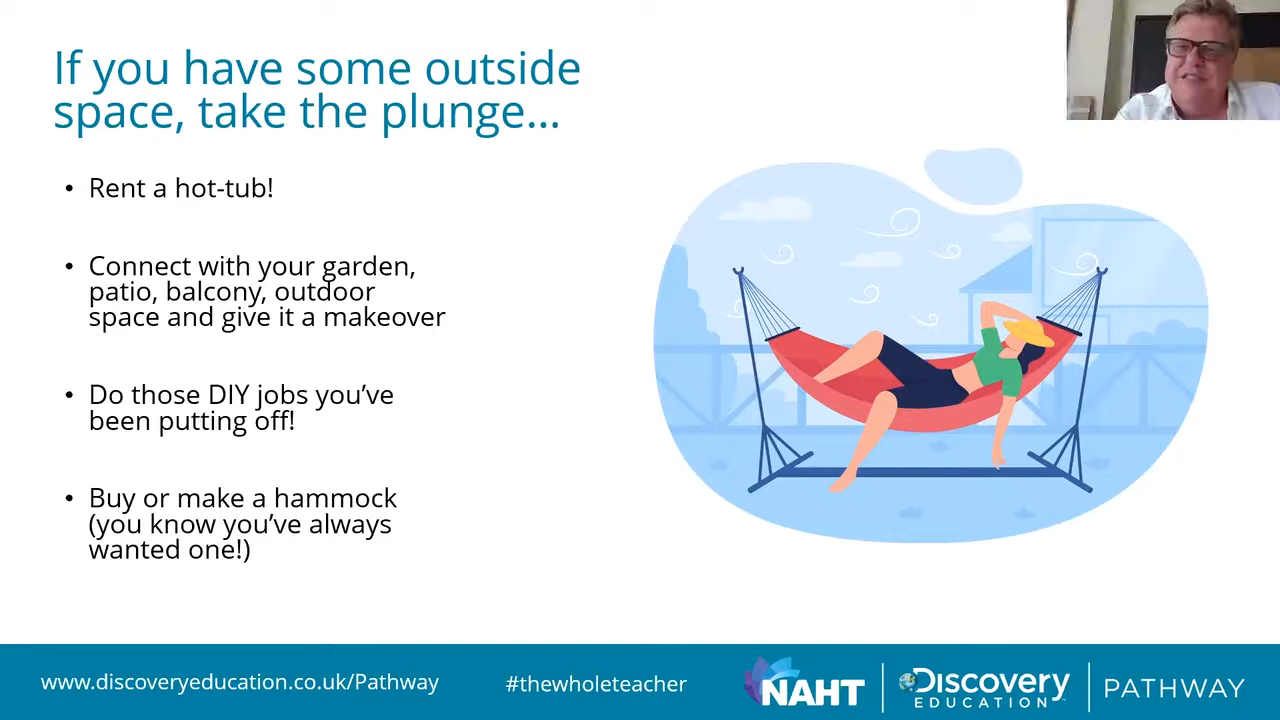 If you have some outside
space, take the plunge...
• Rent a hot-tub!
• Connect with your garden,
patio, balcony, outdoor
space and give it a makeover
• Do those DIY jobs you've
been putting off!
• Buy or make a hammock
(you know you've always
wanted one!)
www.discoveryeducation.co.uk/Pathway
#thewholeteacher
NAHT
Discovery
EDUCATION
PATHWAY